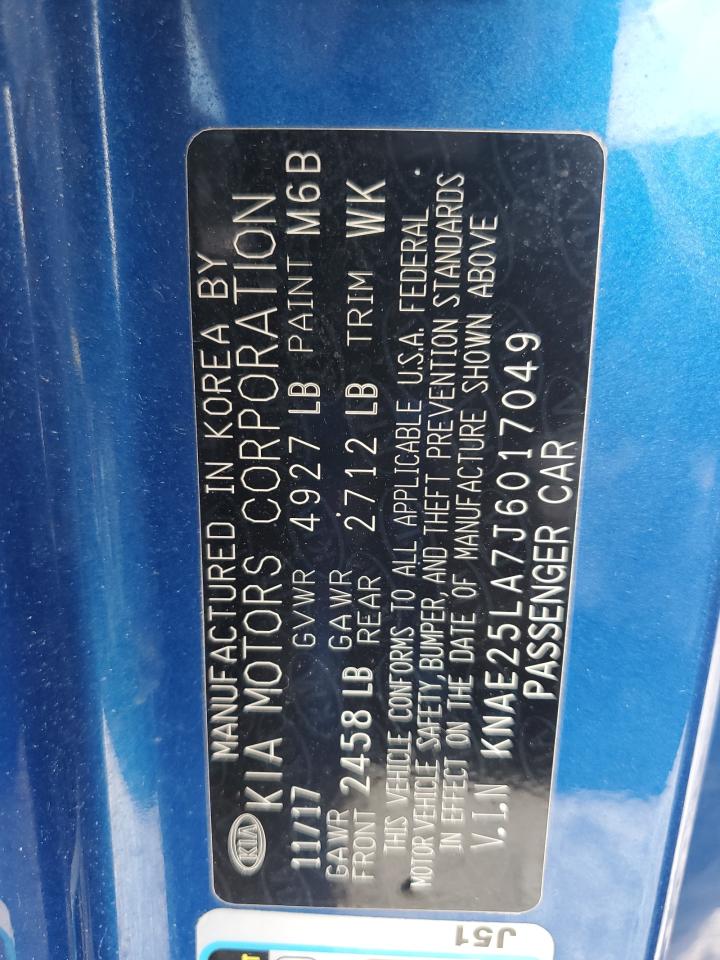 MANUFACTURED IN KOREA BY
KIA KIA MOTORS CORPORATION
11/17 GVWR 4927 LB PAINT M6B
GAWR FRONT 2458 LB GAWR REAR 2712 LB TRIM WK
THIS VEHICLE CONFORMS TO ALL APPLICABLE U.S.A. FEDERAL
MOTOR VEHICLE SAFETY, BUMPER, AND THEFT PREVENTION STANDARDS
IN EFFECT ON THE DATE OF MANUFACTURE SHOWN ABOVE
V.I.N KNAE25LA7J6017049
PASSENGER CAR
J51